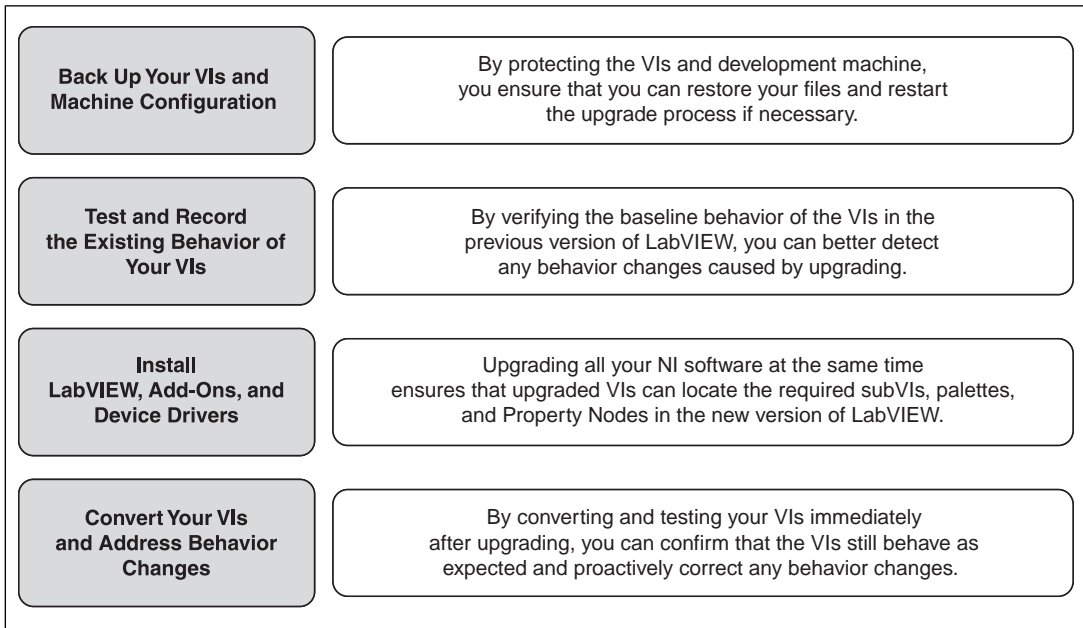 Back Up Your VIs and
Machine Configuration
By protecting the VIs and development machine,
you ensure that you can restore your files and restart
the upgrade process if necessary.
Test and Record
the Existing Behavior of
Your VIs
By verifying the baseline behavior of the VIs in the
previous version of LabVIEW, you can better detect
any behavior changes caused by upgrading.
Install
LabVIEW, Add-Ons, and
Device Drivers
Upgrading all your NI software at the same time
ensures that upgraded VIs can locate the required subVIs, palettes,
and Property Nodes in the new version of LabVIEW.
Convert Your VIs
and Address Behavior
Changes
By converting and testing your VIs immediately
after upgrading, you can confirm that the VIs still behave as
expected and proactively correct any behavior changes.